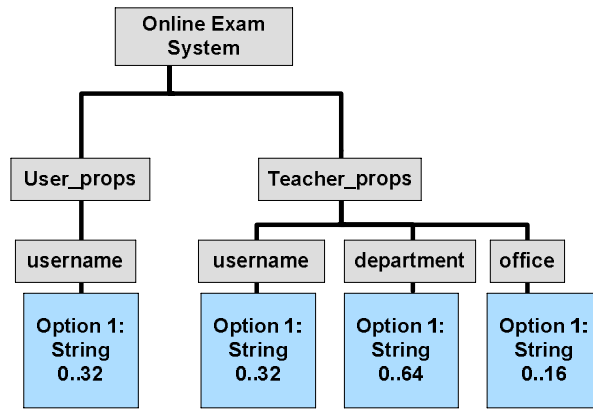 Online Exam
System
User_props
Teacher_props
username
username
department
office
Option 1:
String
0..32
Option 1:
String
0..32
Option 1:
String
0..64
Option 1:
String
0..16